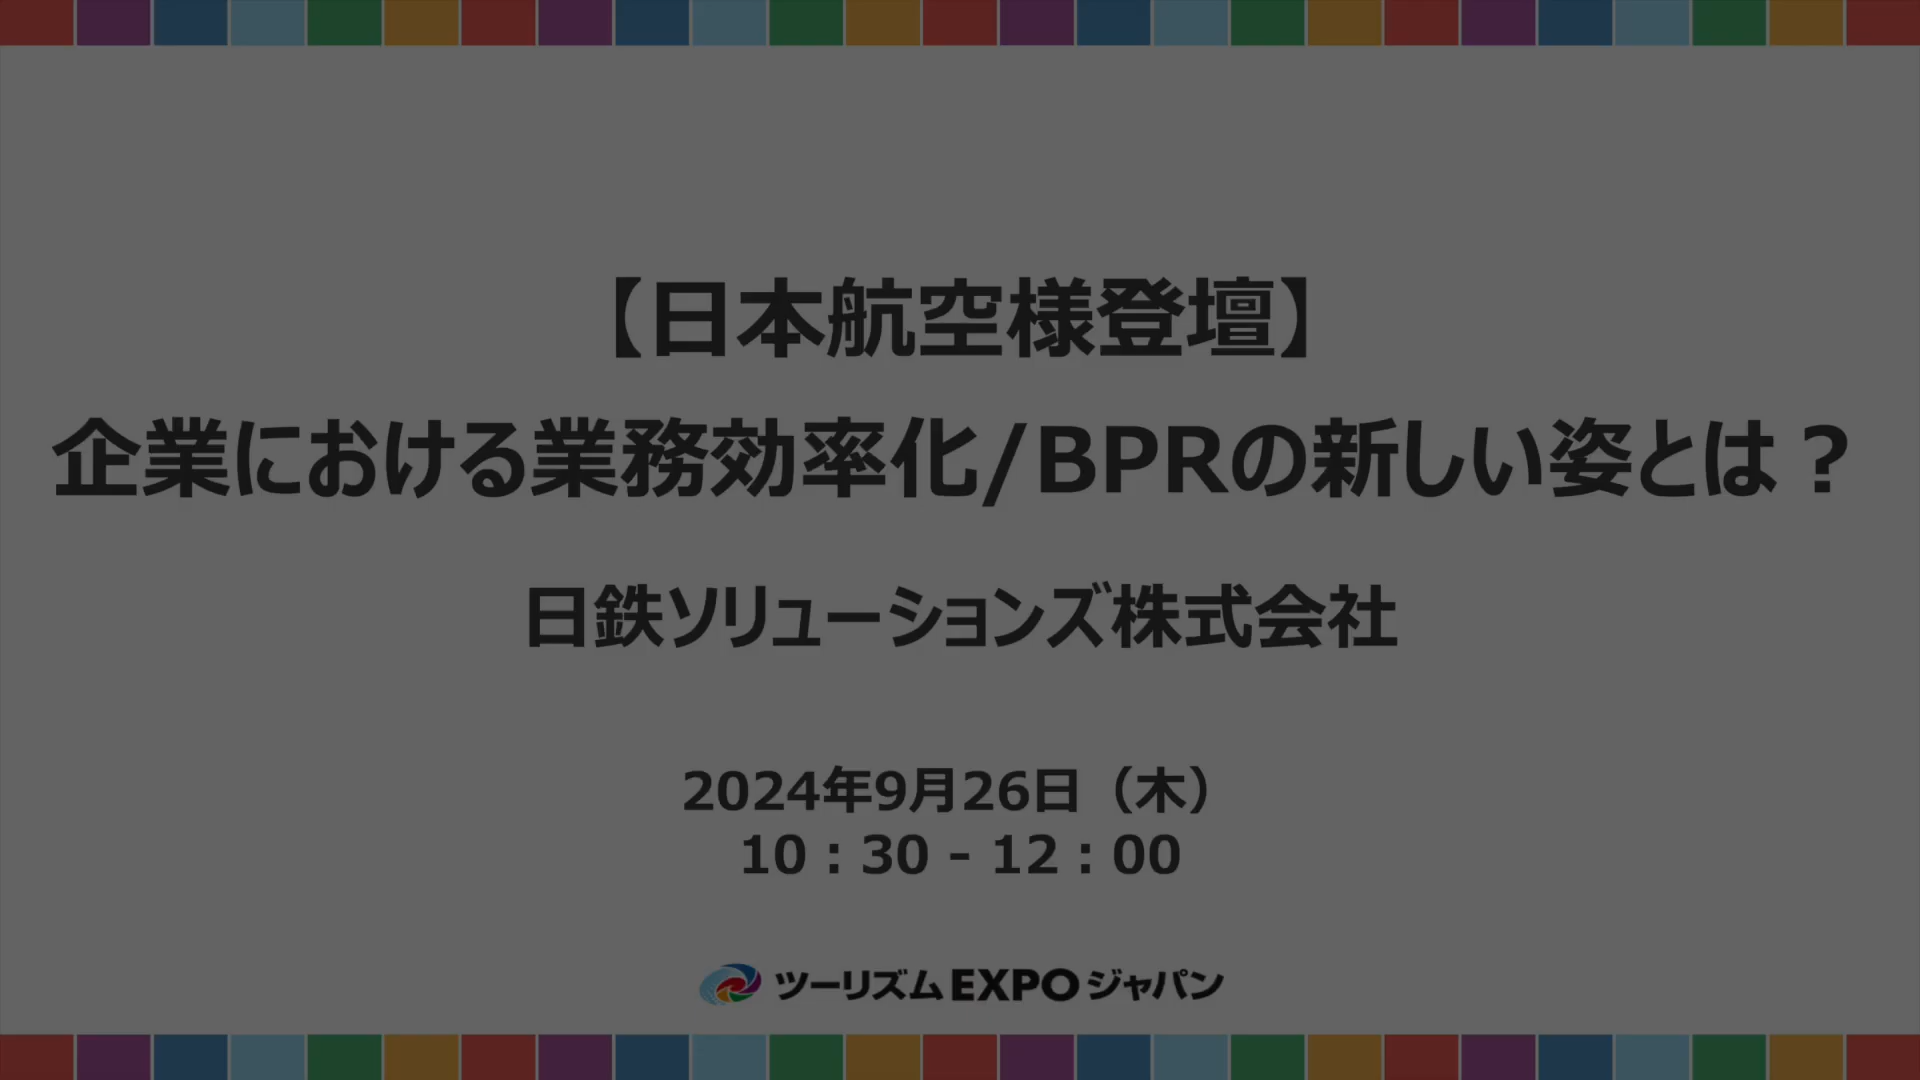 【日本航空様登壇】
企業における業務効率化/BPRの新しい姿とは？
日鉄ソリューションズ株式会社
2024年9月26日（木）
10：30 - 12：00
ツーリズムEXPOジャパン